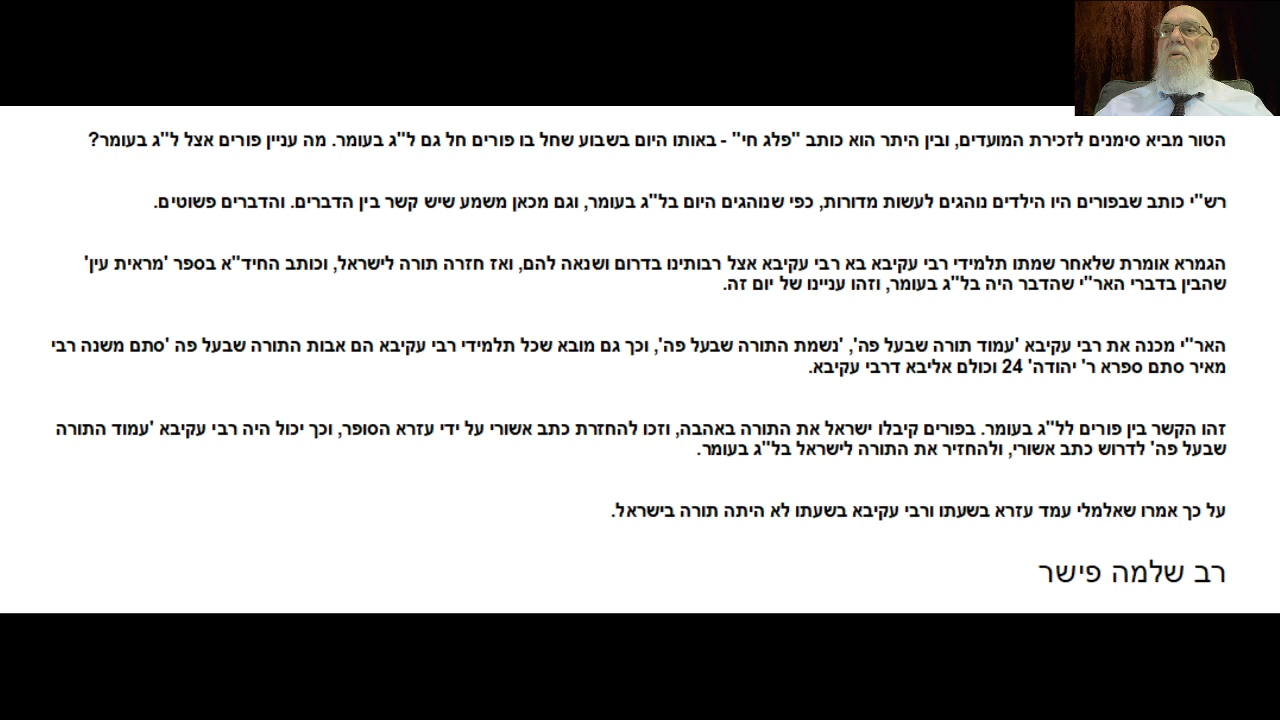 הטור מביא סימנים לזכירת המועדים, ובין היתר הוא כותב "פלג חי" - באותו היום בשבוע שחל בו פורים חל גם ל"ג בעומר. מה עניין פורים אצל ל"ג בעומר?
רש"י כותב שבפורים היו הילדים נוהגים לעשות מדורות, כפי שנוהגים היום בל"ג בעומר, וגם מכאן משמע שיש קשר בין הדברים. והדברים פשוטים.
הגמרא אומרת שלאחר שמתו תלמידי רבי עקיבא בא רבי עקיבא אצל רבותינו בדרום ושנאה להם, ואז חזרה תורה לישראל, וכותב החיד"א בספר 'מראית עין'
שהבין בדברי האר"י שהדבר היה בל"ג בעומר, וזהו עניינו של יום זה.
האר"י מכנה את רבי עקיבא 'עמוד תורה שבעל פה', 'נשמת התורה שבעל פה', וכך גם מובא שכל תלמידי רבי עקיבא הם אבות התורה שבעל פה 'סתם משנה רבי
מאיר סתם ספרא ר' יהודה' 24 וכולם אליבא דרבי עקיבא.
זהו הקשר בין פורים לל"ג בעומר. בפורים קיבלו ישראל את התורה באהבה, וזכו להחזרת כתב אשורי על ידי עזרא הסופר, וכך יכול היה רבי עקיבא 'עמוד התורה
שבעל פה' לדרוש כתב אשורי, ולהחזיר את התורה לישראל בל"ג בעומר.
על כך אמרו שאלמלי עמד עזרא בשעתו ורבי עקיבא בשעתו לא היתה תורה בישראל.
רב שלמה פישר